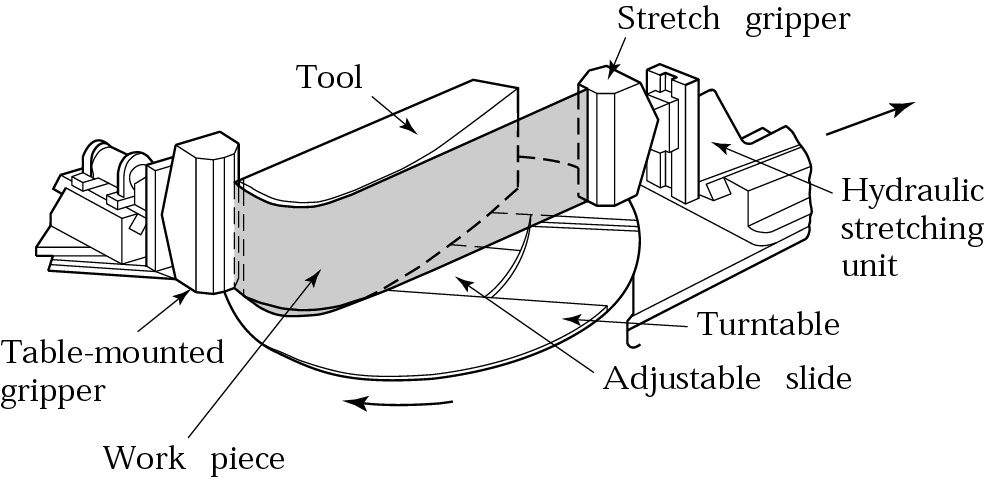 Stretch gripper
Tool
Hydraulic
stretching
unit
Turntable
Table-mounted
gripper
Adjustable slide
Work piece